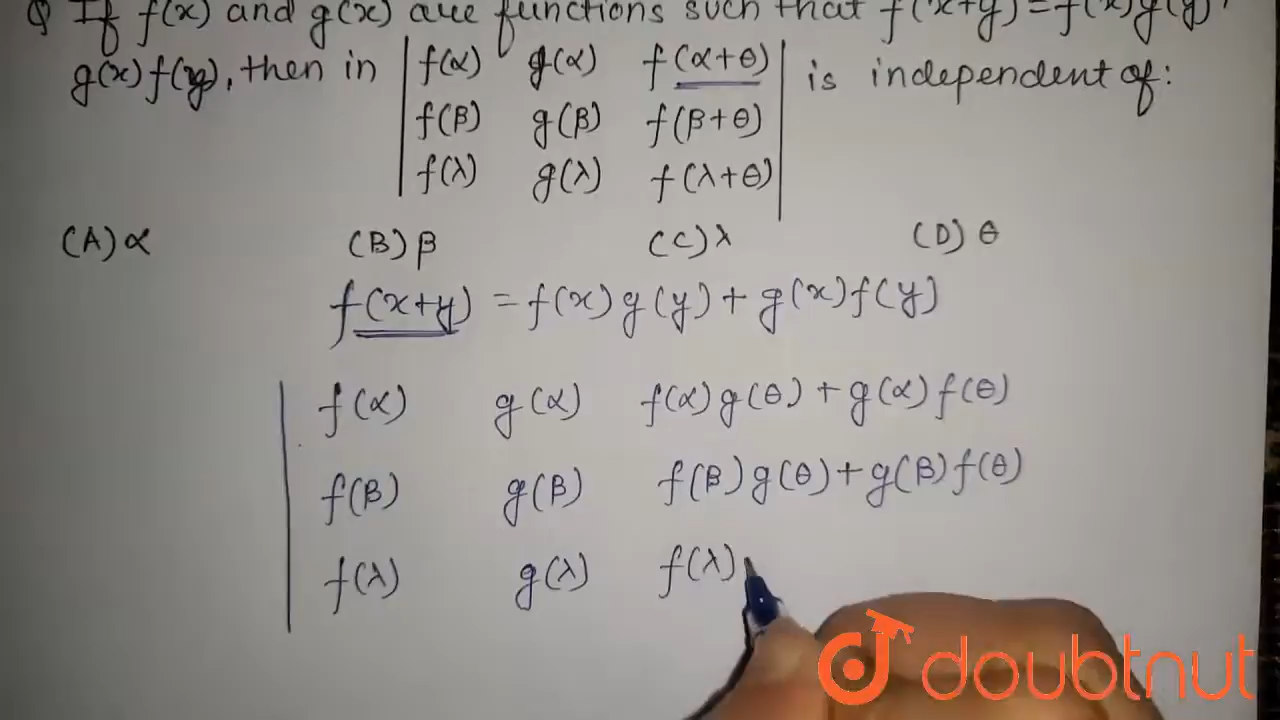 Q If f(x) and g(x) are functions such that f(x+y)=f(x)g(y)+
g(x)f(y), then in | f(α) g(α) f(α+θ) | is independent of:
f(β) g(β) f(β+θ)
f(λ) g(λ) f(λ+θ)
(A) α (B) β (C) λ (D) θ
f(x+y) = f(x)g(y)+g(x)f(y)
f(α) g(α) f(α)g(θ)+g(α)f(θ)
f(β) g(β) f(β)g(θ)+g(β)f(θ)
f(λ) g(λ) f(λ)
doubtnut